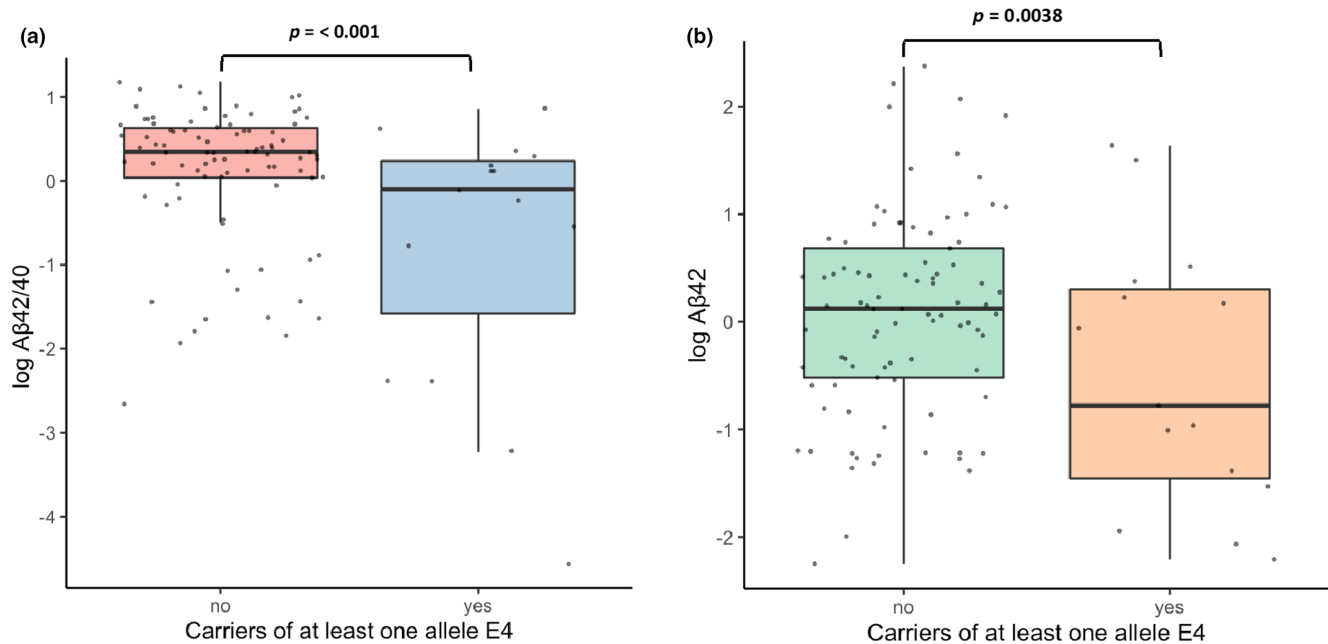 (a)
p = < 0.001
1
0
-1
-2
-3
-4
log Aβ42/40
no yes
Carriers of at least one allele E4
(b)
p = 0.0038
2
1
0
-1
-2
log Aβ42
no yes
Carriers of at least one allele E4